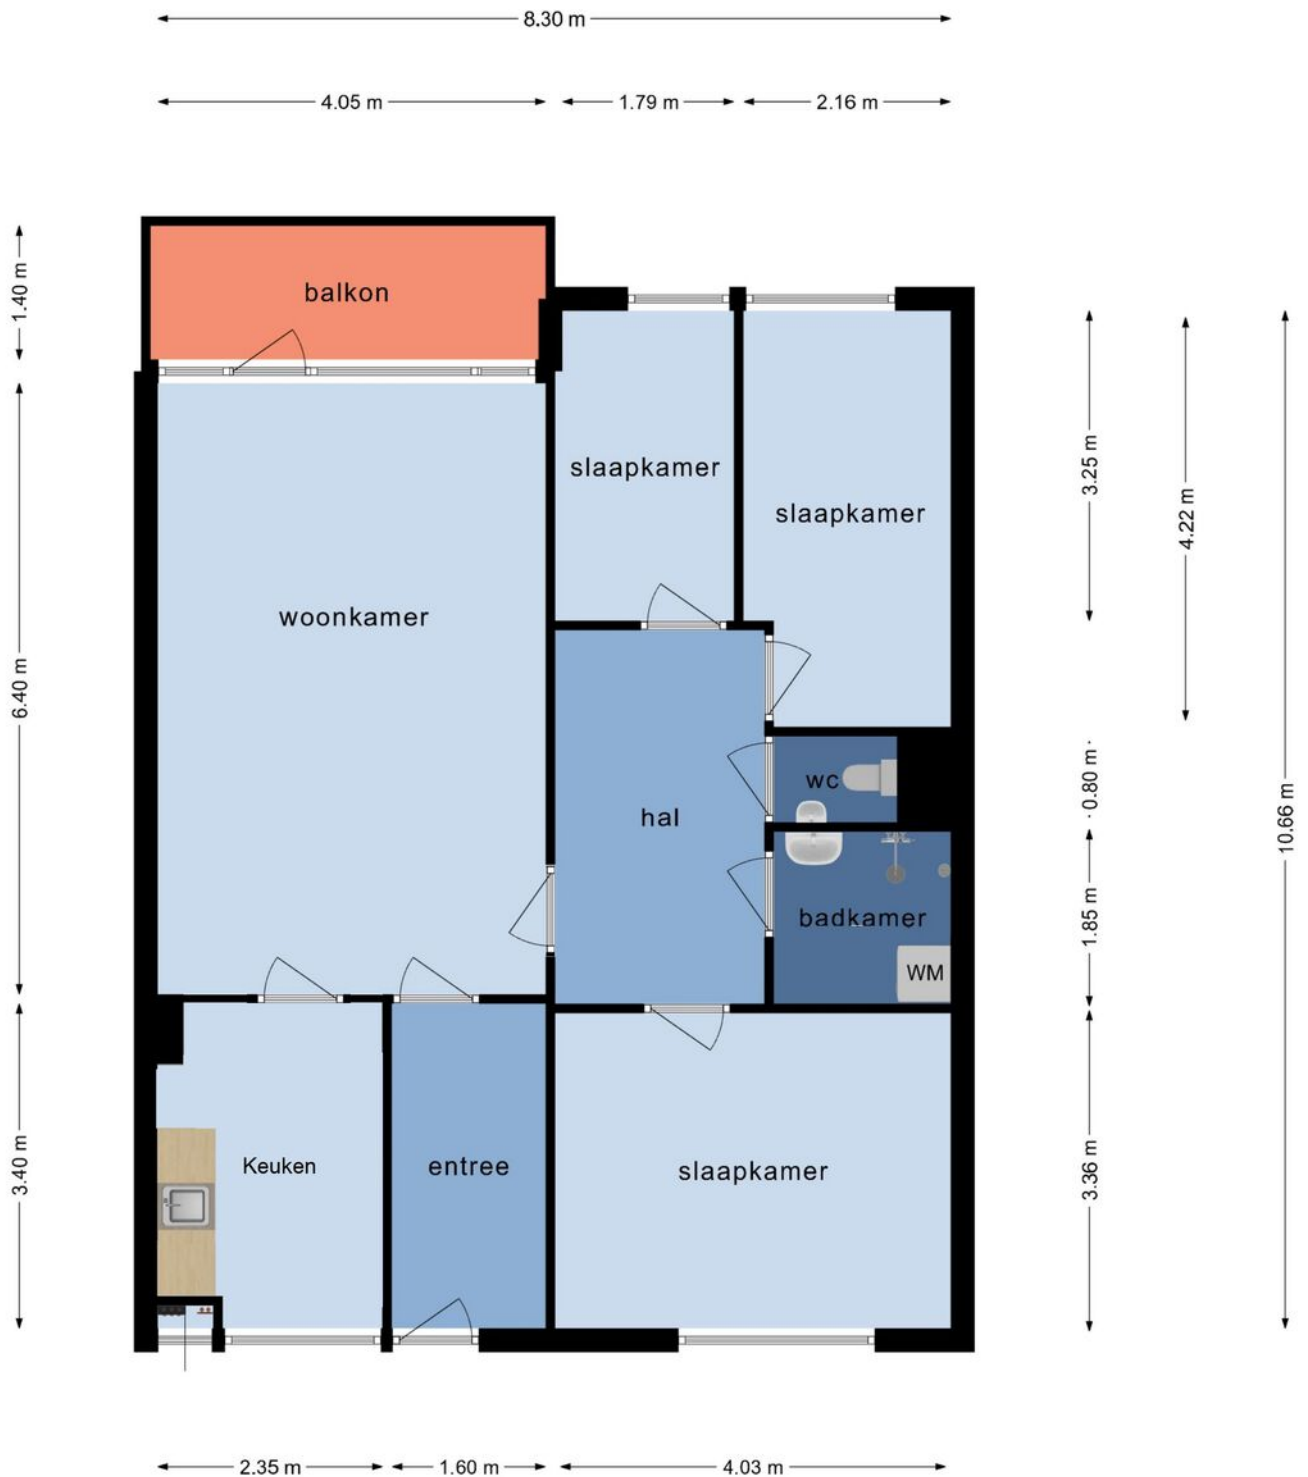 8.30 m
4.05 m
1.79 m
2.16 m
1.40 m
balkon
3.25 m
4.22 m
slaapkamer
slaapkamer
woonkamer
6.40 m
wc
0.80 m
hal
10.66 m
badkamer
1.85 m
WM
Keuken
entree
slaapkamer
3.40 m
3.36 m
2.35 m
1.60 m
4.03 m